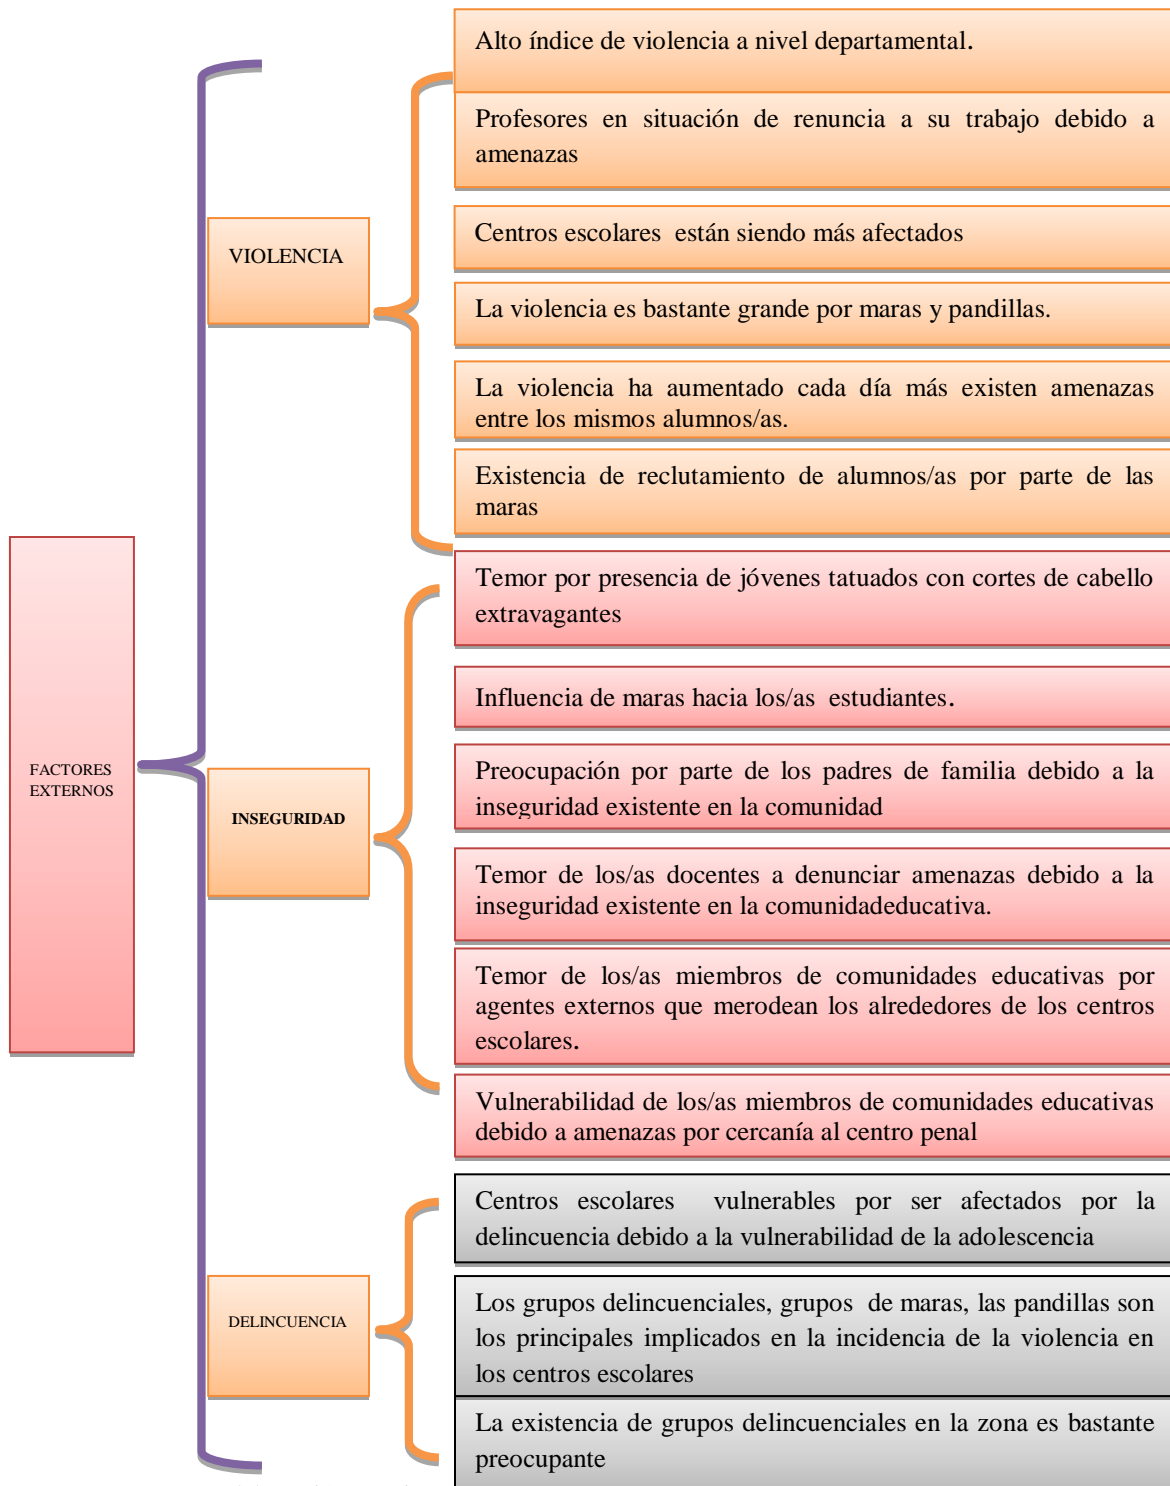 FACTORES
EXTERNOS
VIOLENCIA
Alto índice de violencia a nivel departamental.
Profesores en situación de renuncia a su trabajo debido a
amenazas
Centros escolares están siendo más afectados
La violencia es bastante grande por maras y pandillas.
La violencia ha aumentado cada día más existen amenazas
entre los mismos alumnos/as.
Existencia de reclutamiento de alumnos/as por parte de las
maras
INSEGURIDAD
Temor por presencia de jóvenes tatuados con cortes de cabello
extravagantes
Influencia de maras hacia los/as estudiantes.
Preocupación por parte de los padres de familia debido a la
inseguridad existente en la comunidad
Temor de los/as docentes a denunciar amenazas debido a la
inseguridad existente en la comunidadeducativa.
Temor de los/as miembros de comunidades educativas por
agentes externos que merodean los alrededores de los centros
escolares.
Vulnerabilidad de los/as miembros de comunidades educativas
debido a amenazas por cercanía al centro penal
DELINCUENCIA
Centros escolares vulnerables por ser afectados por la
delincuencia debido a la vulnerabilidad de la adolescencia
Los grupos delincuenciales, grupos de maras, las pandillas son
los principales implicados en la incidencia de la violencia en
los centros escolares
La existencia de grupos delincuenciales en la zona es bastante
preocupante